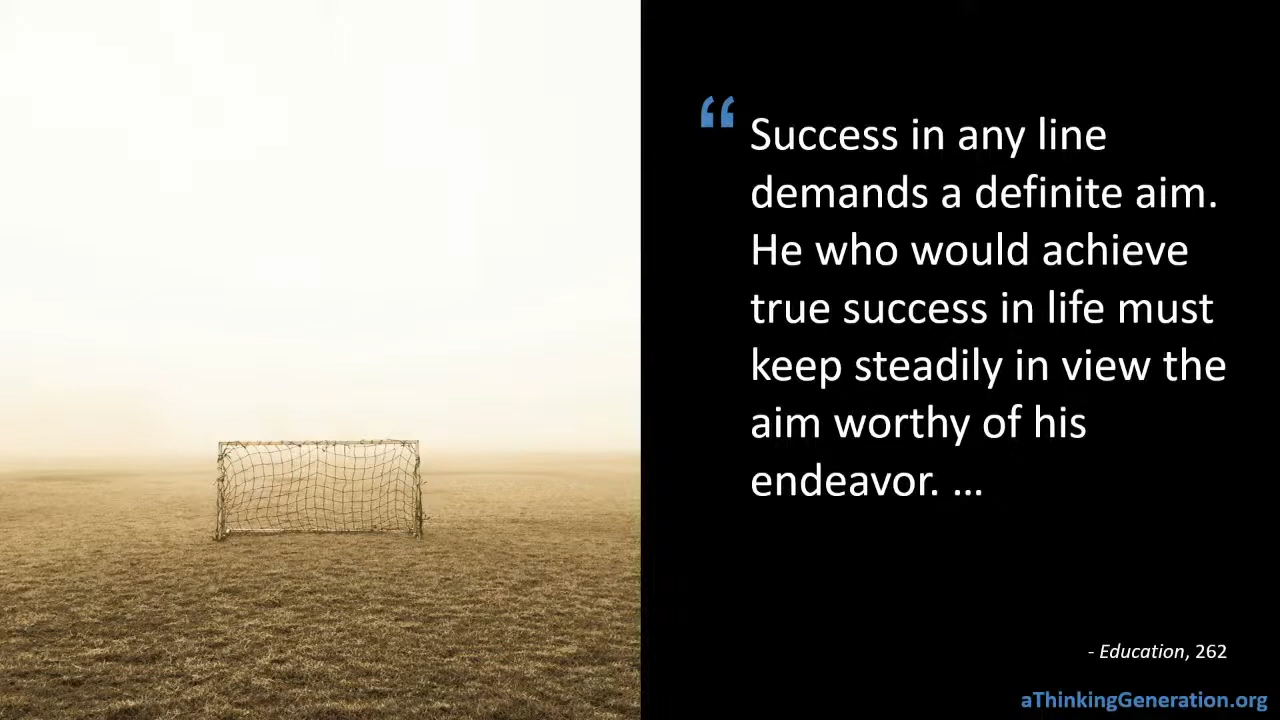 “ Success in any line
demands a definite aim.
He who would achieve
true success in life must
keep steadily in view the
aim worthy of his
endeavor. …
- Education, 262
aThinkingGeneration.org